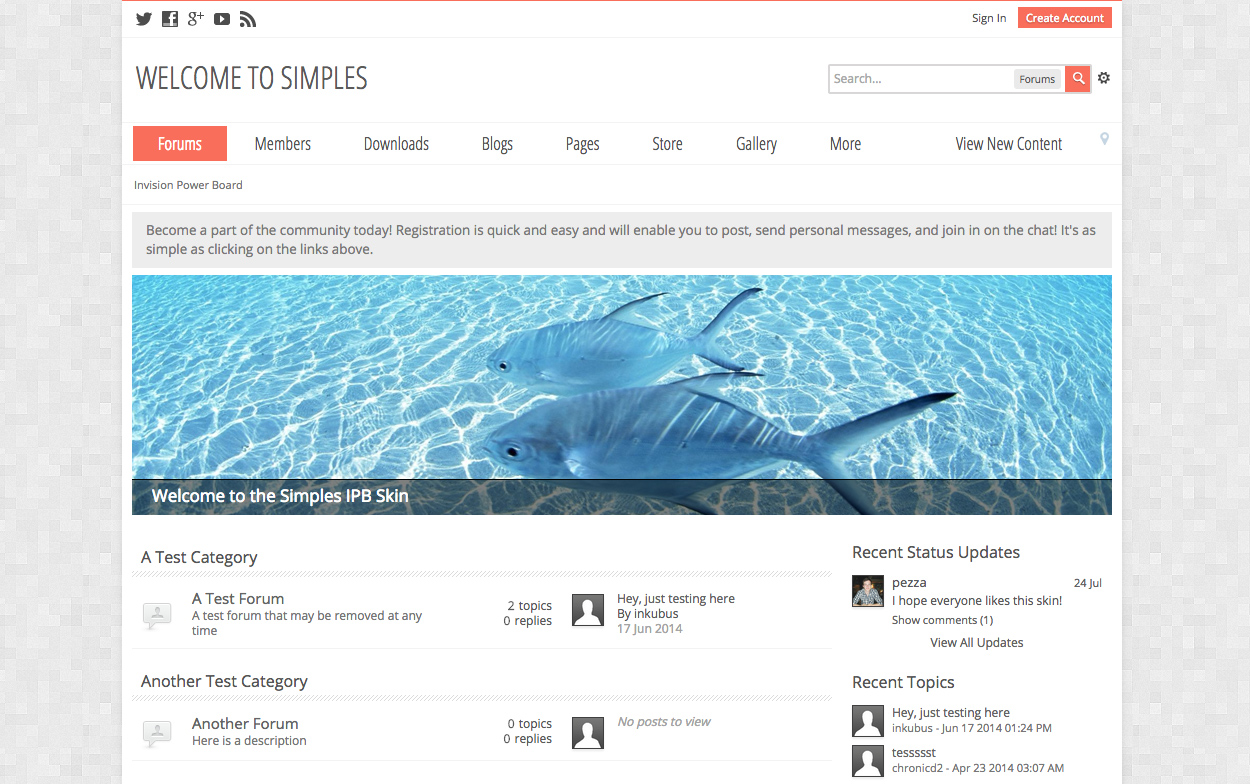 Sign In
Create Account
WELCOME TO SIMPLES
Search...
Forums
Forums
Members
Downloads
Blogs
Pages
Store
Gallery
More
View New Content
Invision Power Board
Become a part of the community today! Registration is quick and easy and will enable you to post, send personal messages, and join in on the chat! It's as
simple as clicking on the links above.
Welcome to the Simples IPB Skin
A Test Category
A Test Forum
A test forum that may be removed at any
time
2 topics
0 replies
Hey, just testing here
By inkubus
17 Jun 2014
Another Test Category
Another Forum
Here is a description
0 topics
0 replies
No posts to view
Recent Status Updates
pezza
24 Jul
I hope everyone likes this skin!
Show comments (1)
View All Updates
Recent Topics
Hey, just testing here
inkubus - Jun 17 2014 01:24 PM
tessssst
chronicd2 - Apr 23 2014 03:07 AM